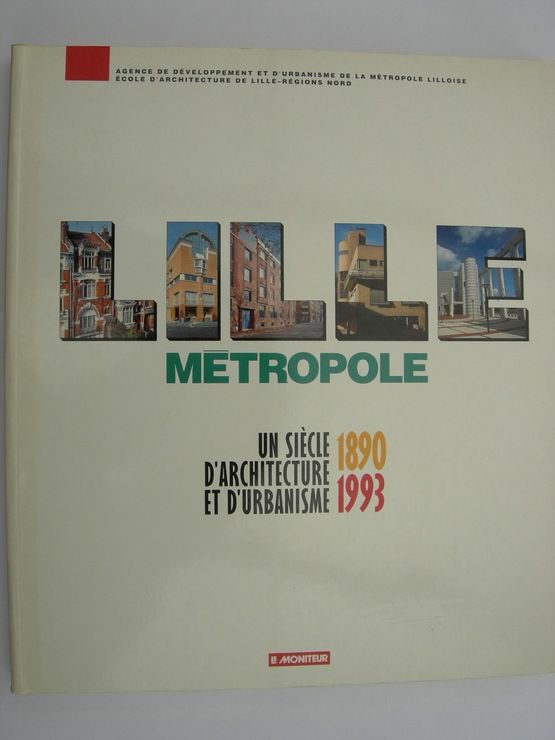 AGENCE DE DÉVELOPPEMENT ET D'URBANISME DE LA MÉTROPOLE LILLOISE
ÉCOLE D'ARCHITECTURE DE LILLE-RÉGIONS NORD
LILLE
MÉTROPOLE
UN SIÈCLE
D'ARCHITECTURE
ET D'URBANISME
1890
1993
LE MONITEUR